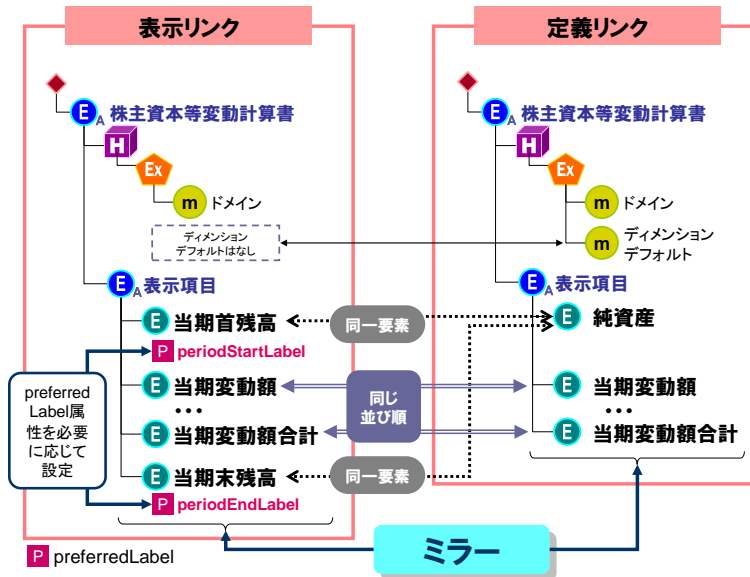 表示リンク
E A 株主資本等変動計算書
H
Ex
m ドメイン
ディメンション
デフォルトはなし
E A 表示項目
E 当期首残高
P periodStartLabel
E 当期変動額
・・・
E 当期変動額合計
E 当期末残高
P periodEndLabel
preferred
Label属
性を必要
に応じて
設定
P preferredLabel
同一要素
同じ
並び順
同一要素
ミラー
定義リンク
E A 株主資本等変動計算書
H
Ex
m ドメイン
m ディメンション
デフォルト
E A 表示項目
E 純資産
E 当期変動額
・・・
E 当期変動額合計